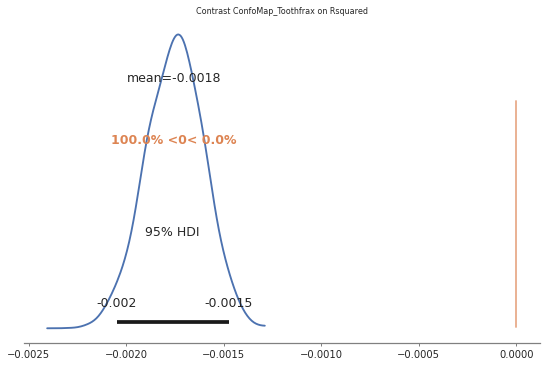 Contrast ConfoMap_Toothfrax on Rsquared
mean=-0.0018
100.0% <0< 0.0%
95% HDI
-0.002 -0.0015
−0.0025 −0.0020 −0.0015 −0.0010 −0.0005 0.0000